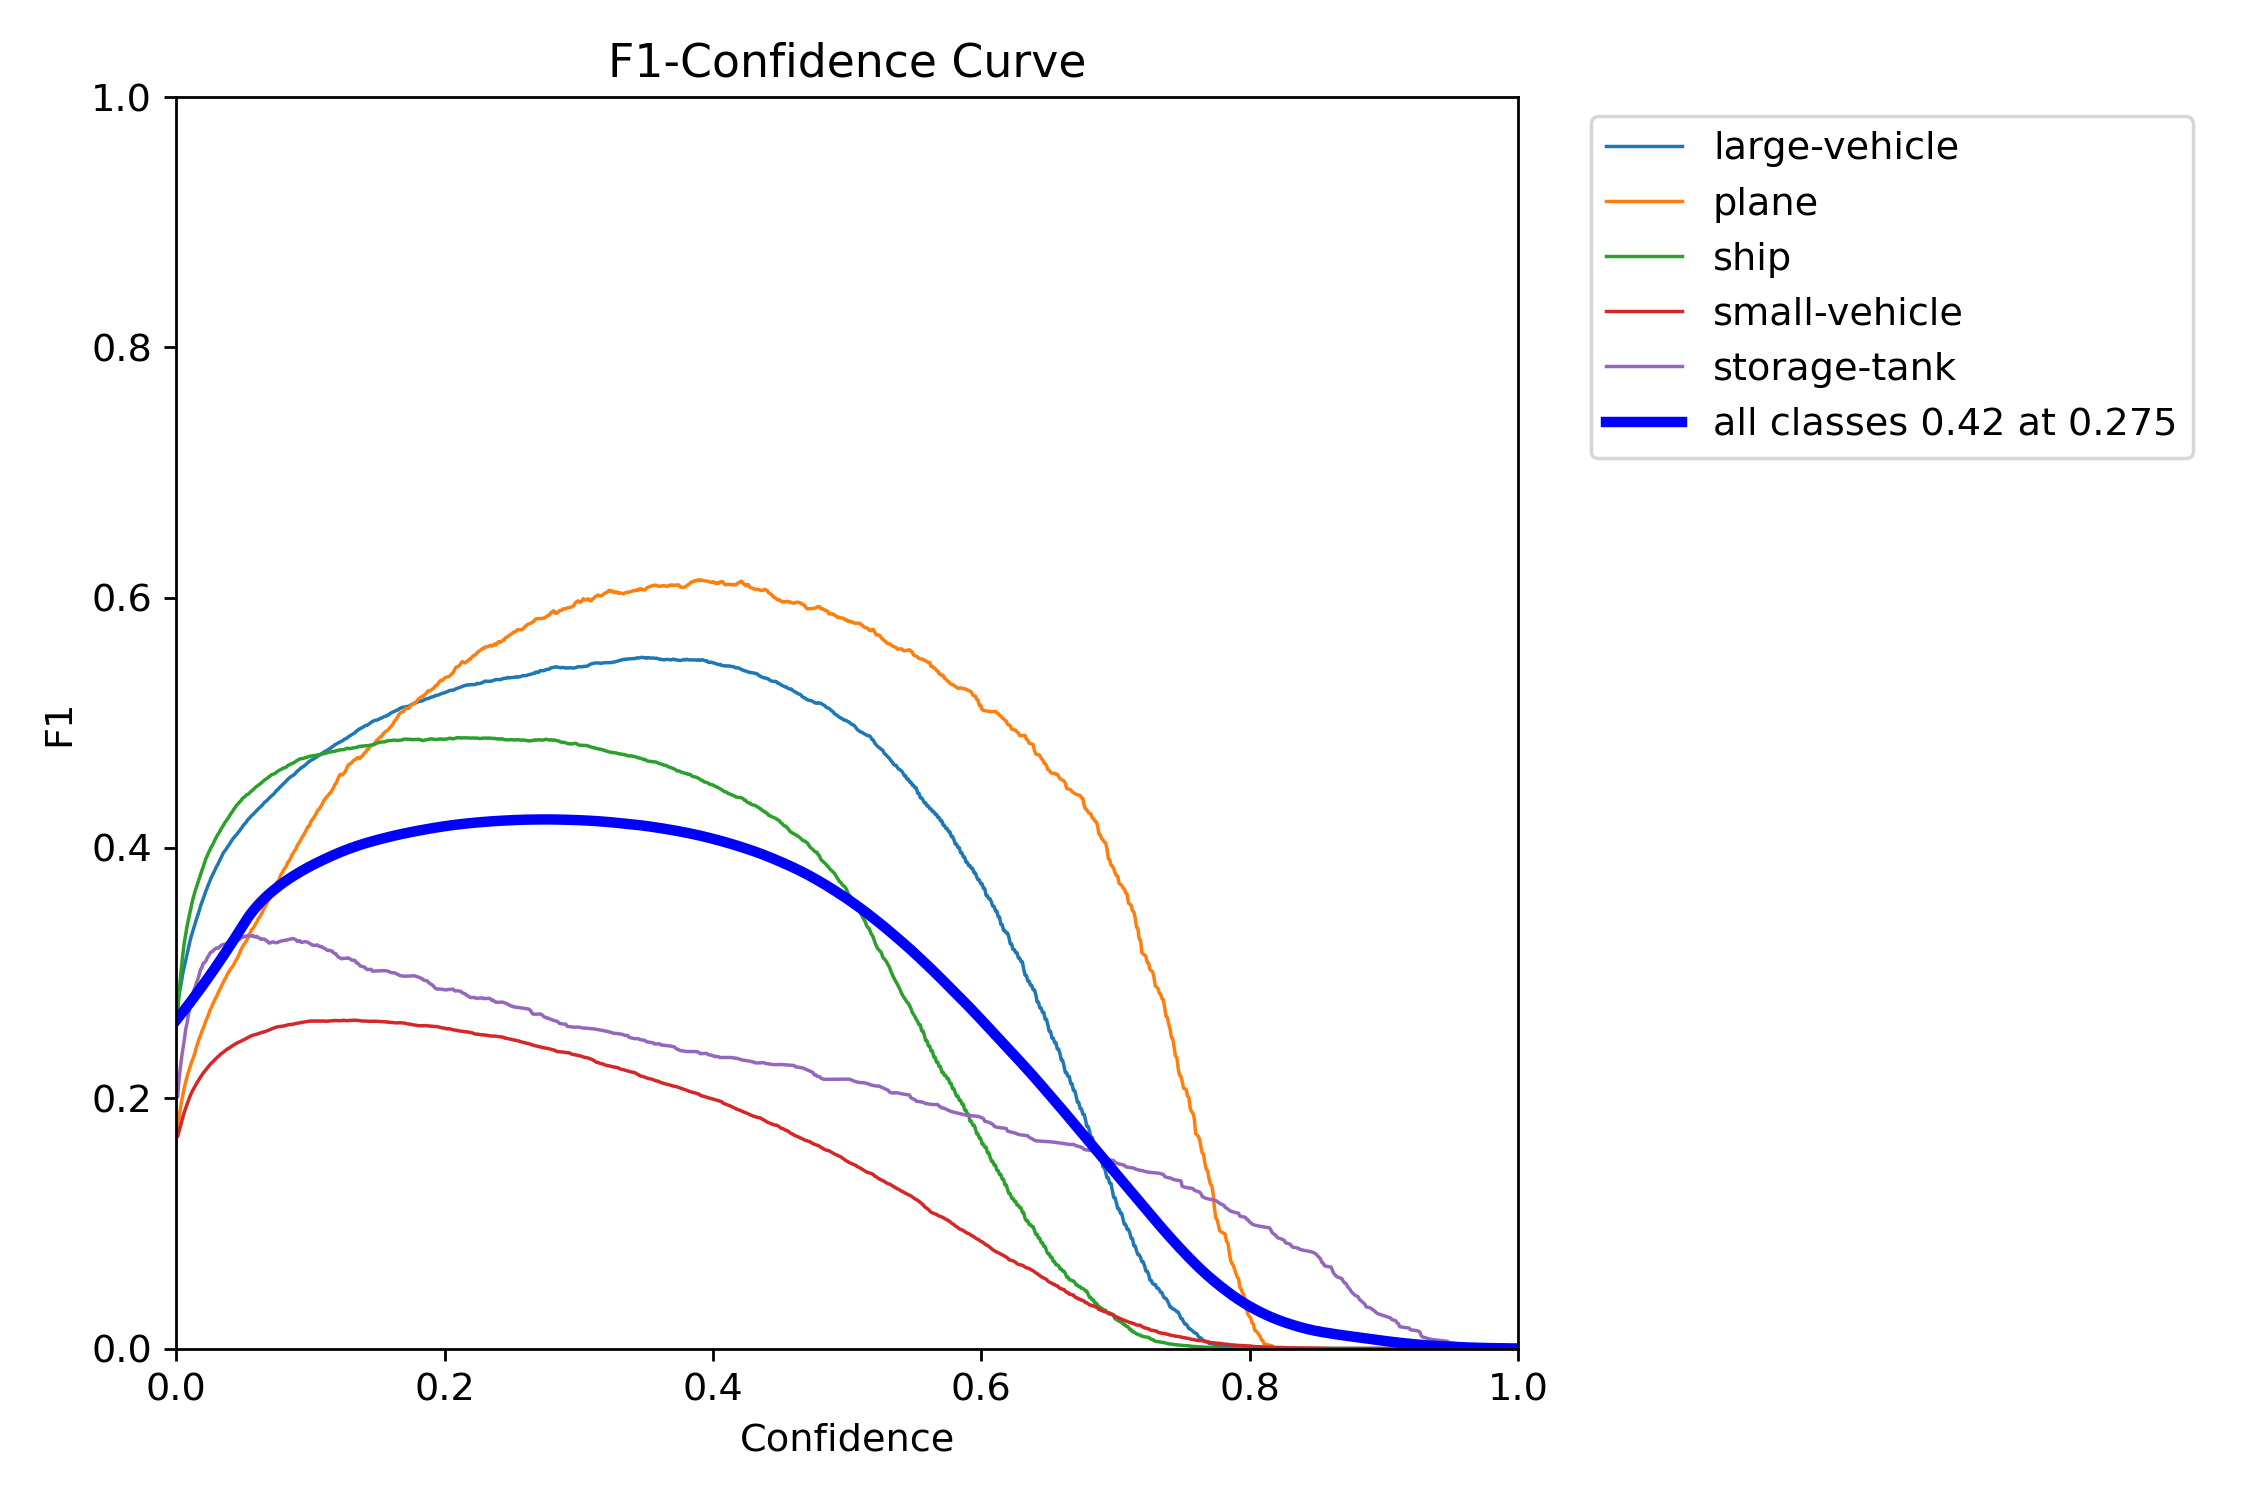 F1-Confidence Curve
1.0
0.8
0.6
0.4
0.2
0.0
F1
0.0 0.2 0.4 0.6 0.8 1.0
Confidence
large-vehicle
plane
ship
small-vehicle
storage-tank
all classes 0.42 at 0.275